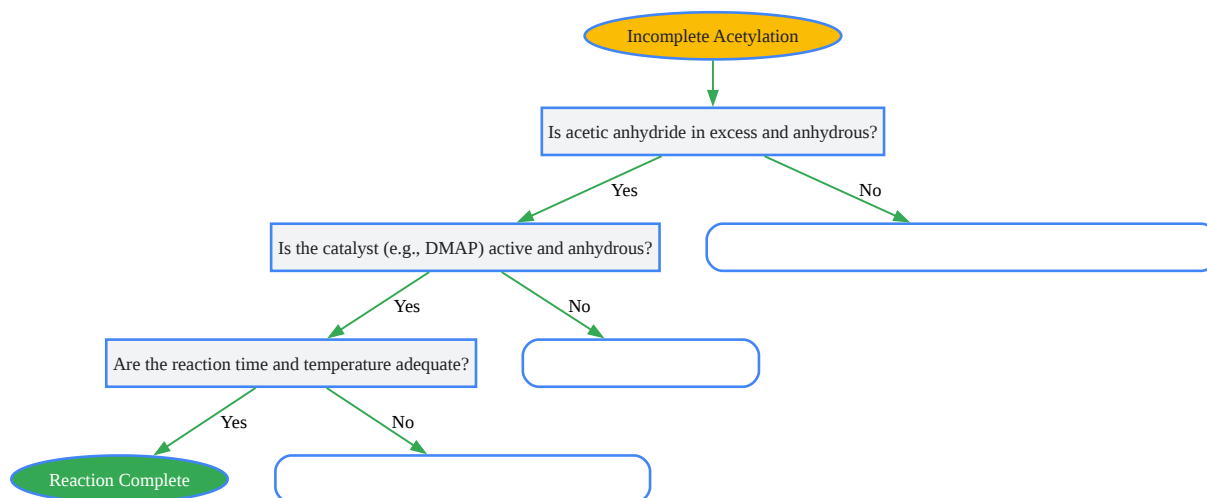 Incomplete Acetylation
Is acetic anhydride in excess and anhydrous?
Yes
No
Is the catalyst (e.g., DMAP) active and anhydrous?
Yes
No
Are the reaction time and temperature adequate?
Yes
No
Reaction Complete